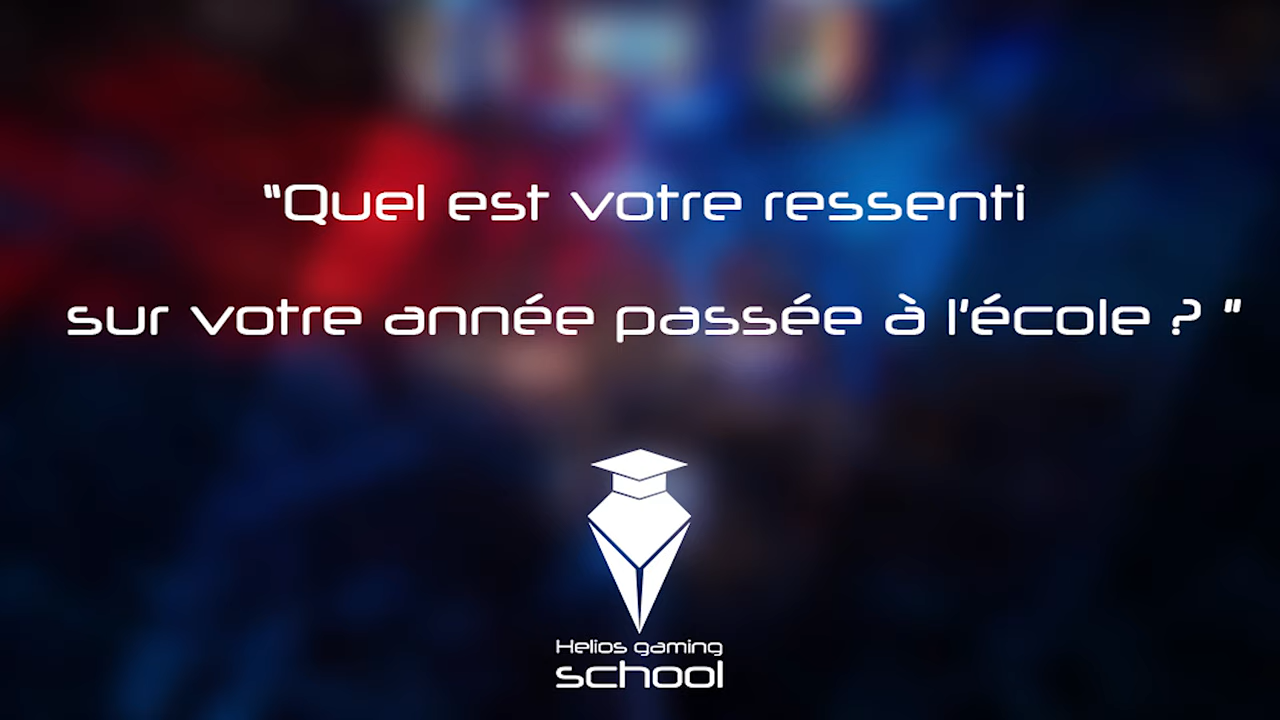 "Quel est votre ressenti
sur votre année passée à l'école ? "
Helios gaming
school